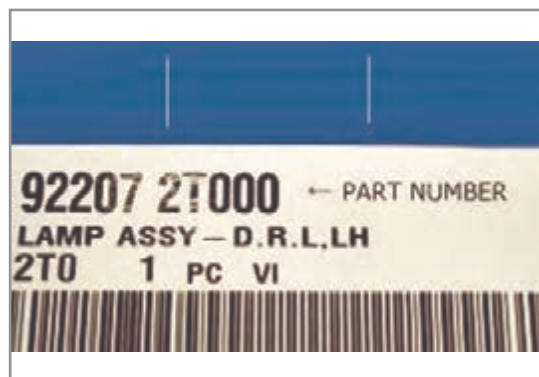 92207 2T000 ← PART NUMBER
LAMP ASSY – D.R.L,LH
2T0 1 PC VI